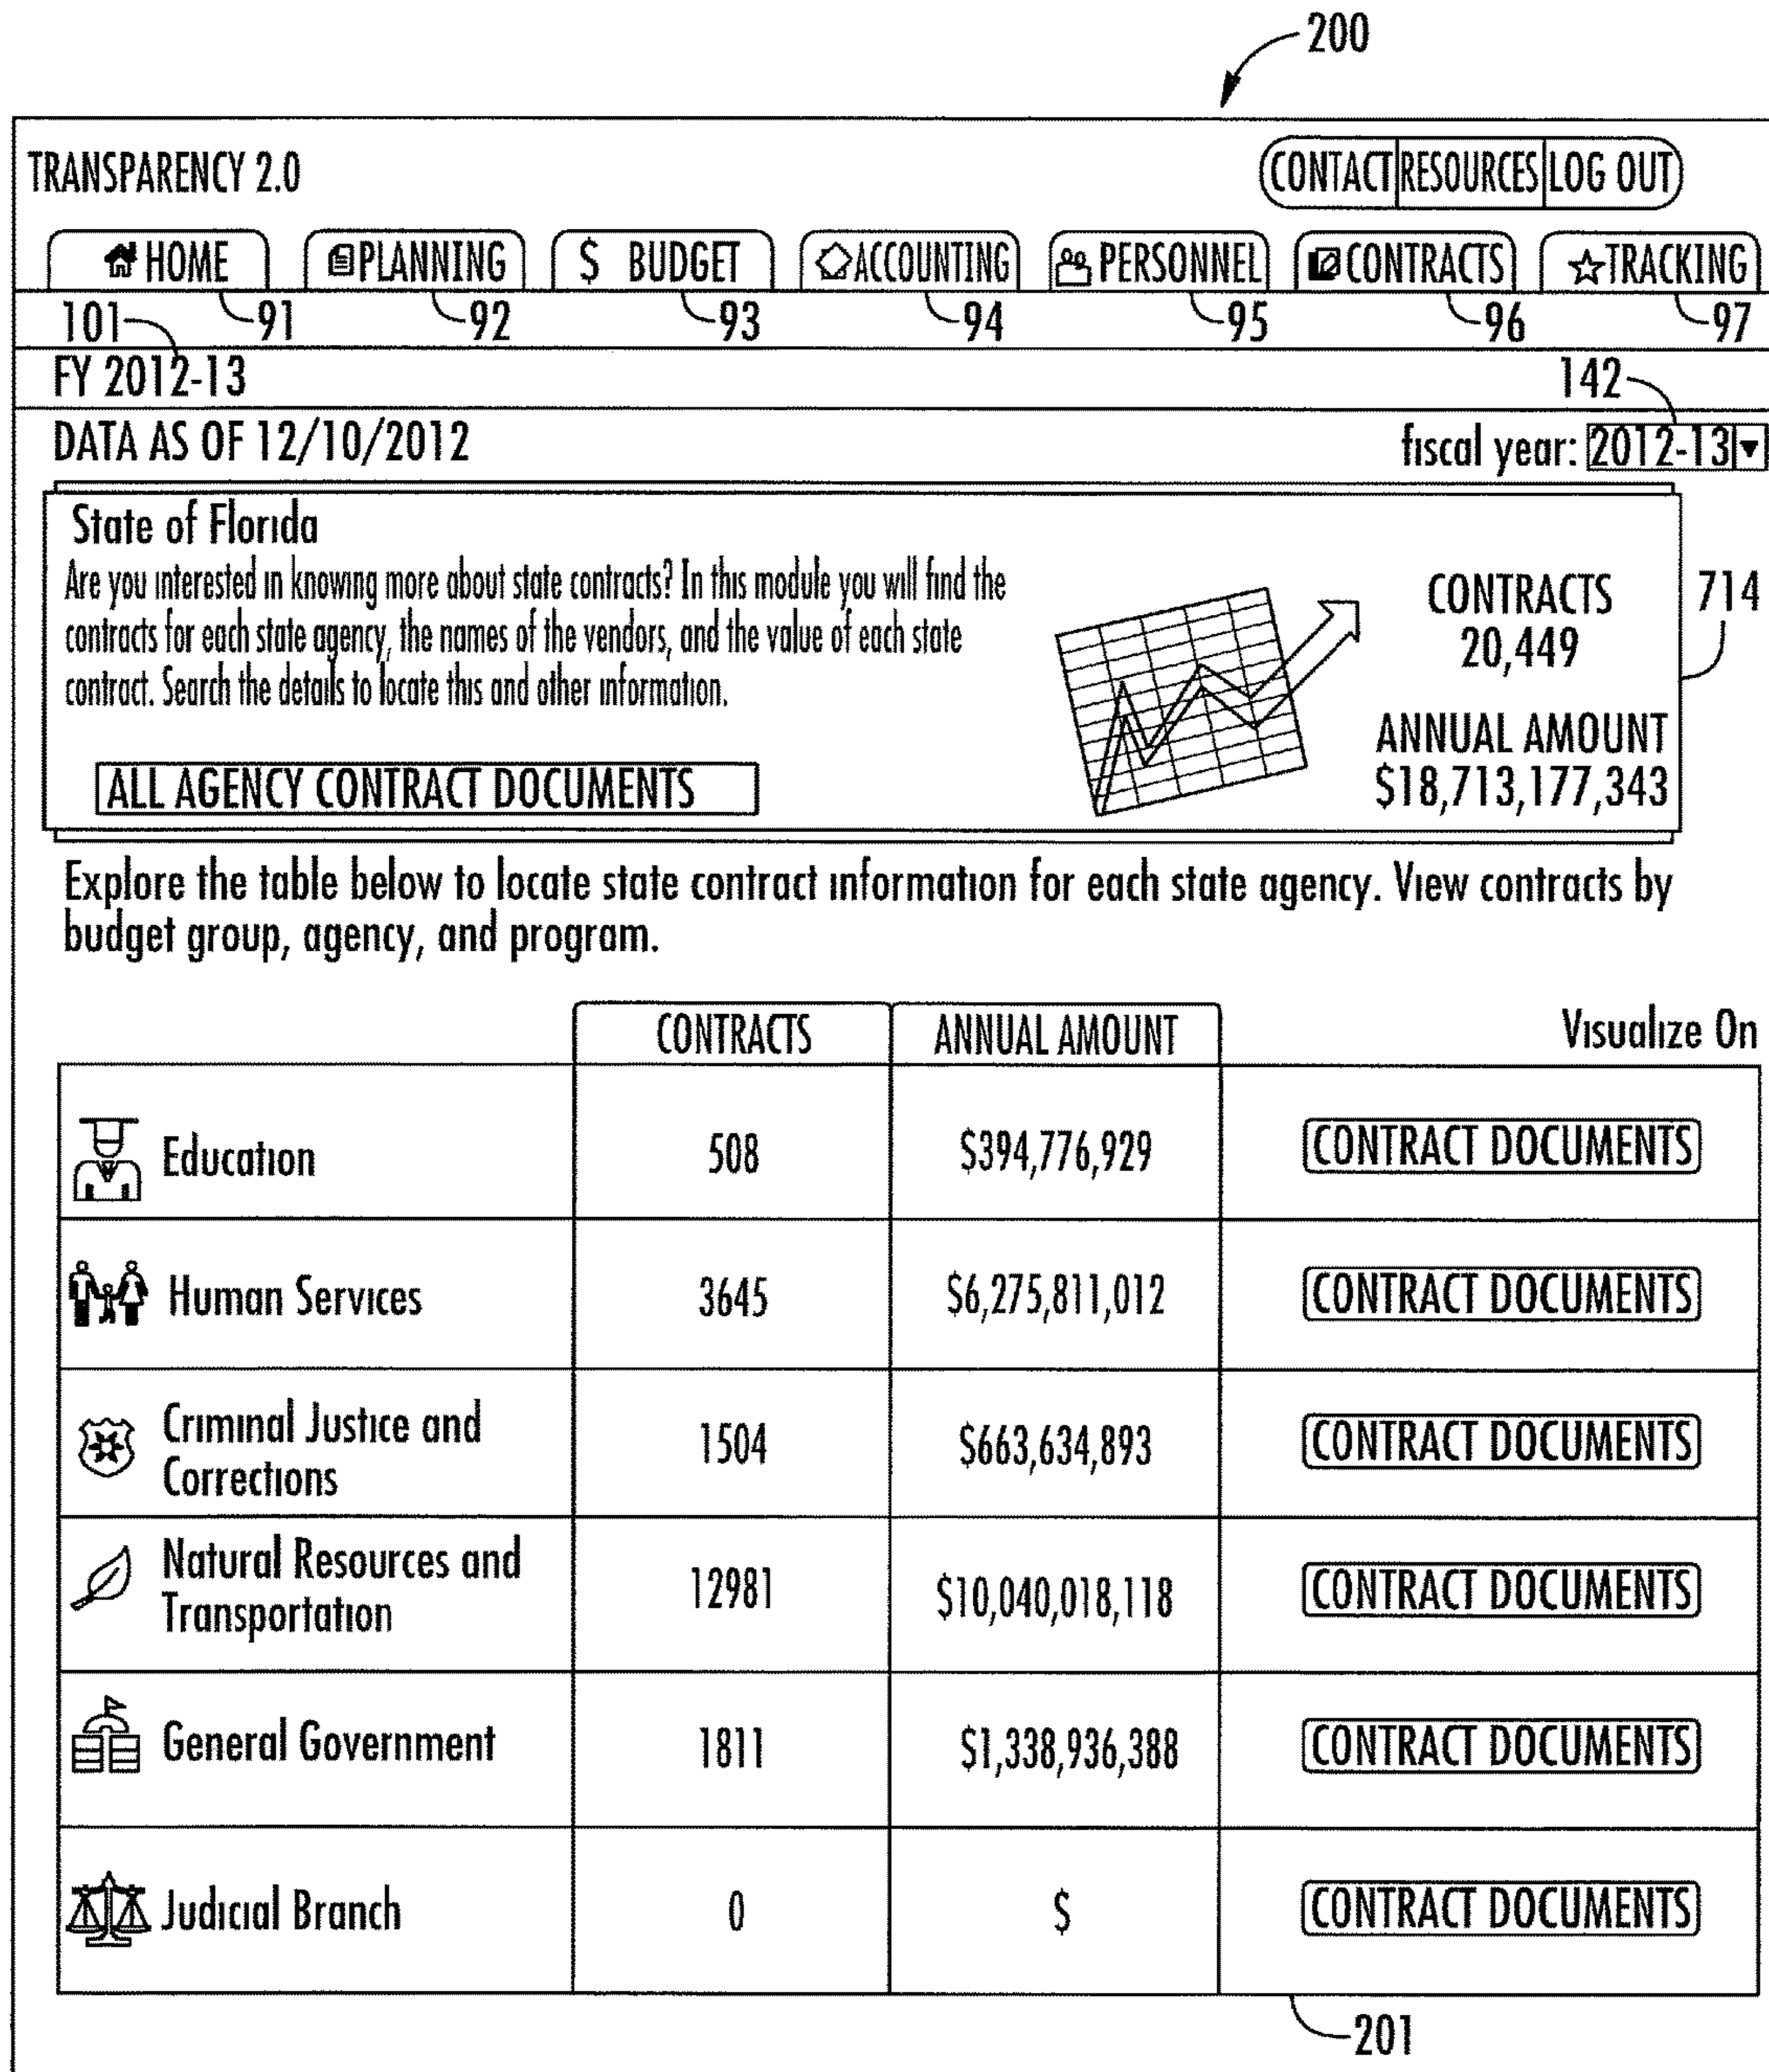 200
TRANSPARENCY 2.0
CONTACT RESOURCES LOG OUT
HOME PLANNING $ BUDGET ACCOUNTING PERSONNEL CONTRACTS TRACKING
101 91 92 93 94 95 96 97
FY 2012-13 142
DATA AS OF 12/10/2012 fiscal year: 2012-13
State of Florida
Are you interested in knowing more about state contracts? In this module you will find the
contracts for each state agency, the names of the vendors, and the value of each state
contract. Search the details to locate this and other information.
ALL AGENCY CONTRACT DOCUMENTS
CONTRACTS
20,449
714
ANNUAL AMOUNT
$18,713,177,343
Explore the table below to locate state contract information for each state agency. View contracts by
budget group, agency, and program.
CONTRACTS ANNUAL AMOUNT Visualize On
Education 508 $394,776,929 CONTRACT DOCUMENTS
Human Services 3645 $6,275,811,012 CONTRACT DOCUMENTS
Criminal Justice and
Corrections 1504 $663,634,893 CONTRACT DOCUMENTS
Natural Resources and
Transportation 12981 $10,040,018,118 CONTRACT DOCUMENTS
General Government 1811 $1,338,936,388 CONTRACT DOCUMENTS
Judicial Branch 0 $ CONTRACT DOCUMENTS
201